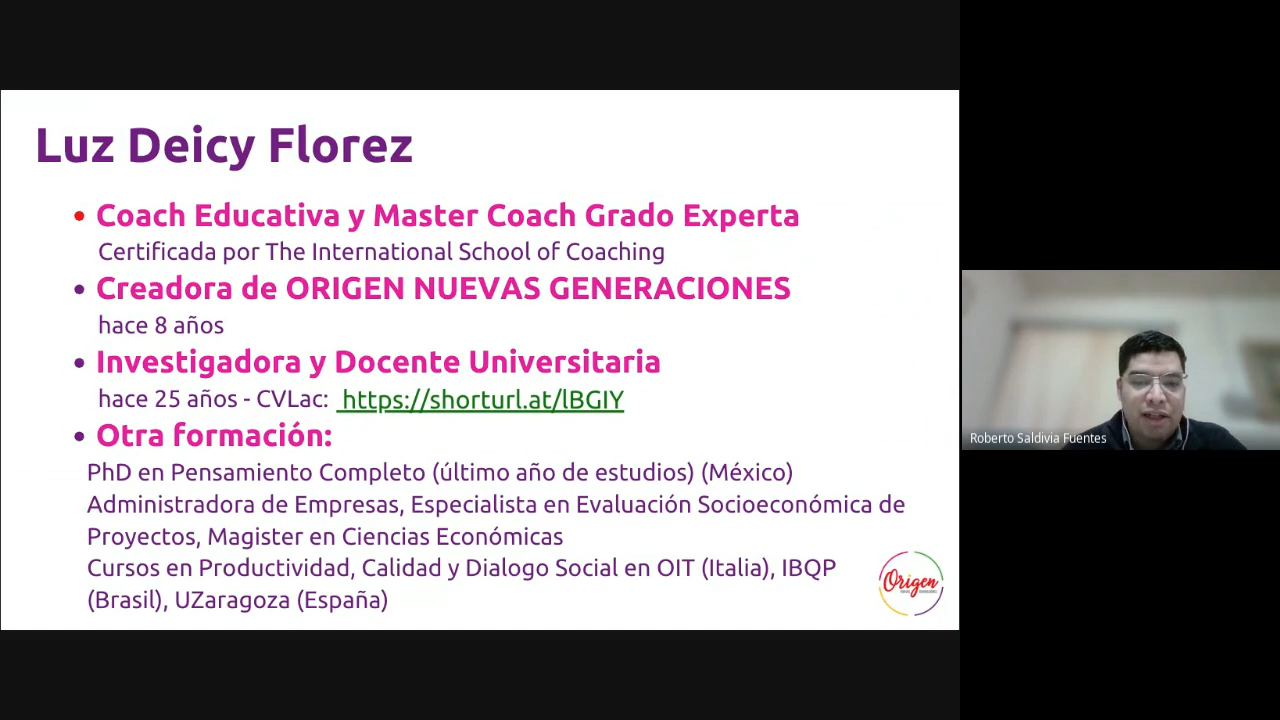 Luz Deicy Florez
• Coach Educativa y Master Coach Grado Experta
Certificada por The International School of Coaching
• Creadora de ORIGEN NUEVAS GENERACIONES
hace 8 años
• Investigadora y Docente Universitaria
hace 25 años - CVLac: https://shorturl.at/lBGIY
• Otra formación:
PhD en Pensamiento Completo (último año de estudios) (México)
Administradora de Empresas, Especialista en Evaluación Socioeconómica de
Proyectos, Magister en Ciencias Económicas
Cursos en Productividad, Calidad y Dialogo Social en OIT (Italia), IBQP
(Brasil), UZaragoza (España)
Origen
Roberto Saldivia Fuentes